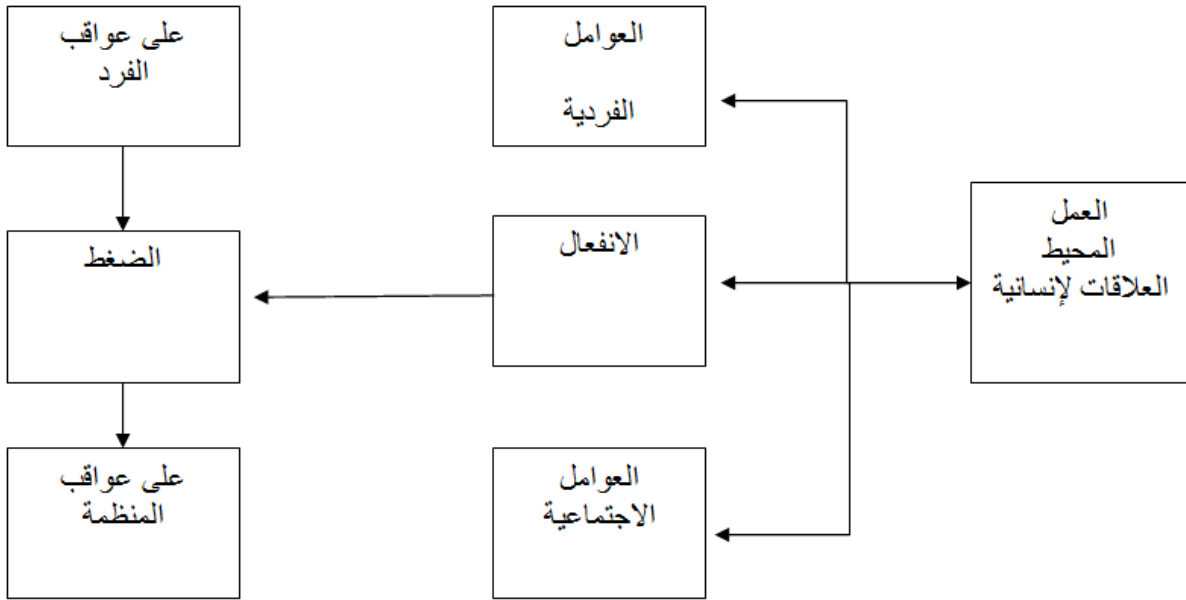 العمل
المحيط
العلاقات لإنسانية
العوامل
الفردية
الانفعال
العوامل
الاجتماعية
على عواقب
الفرد
الضغط
على عواقب
المنظمة